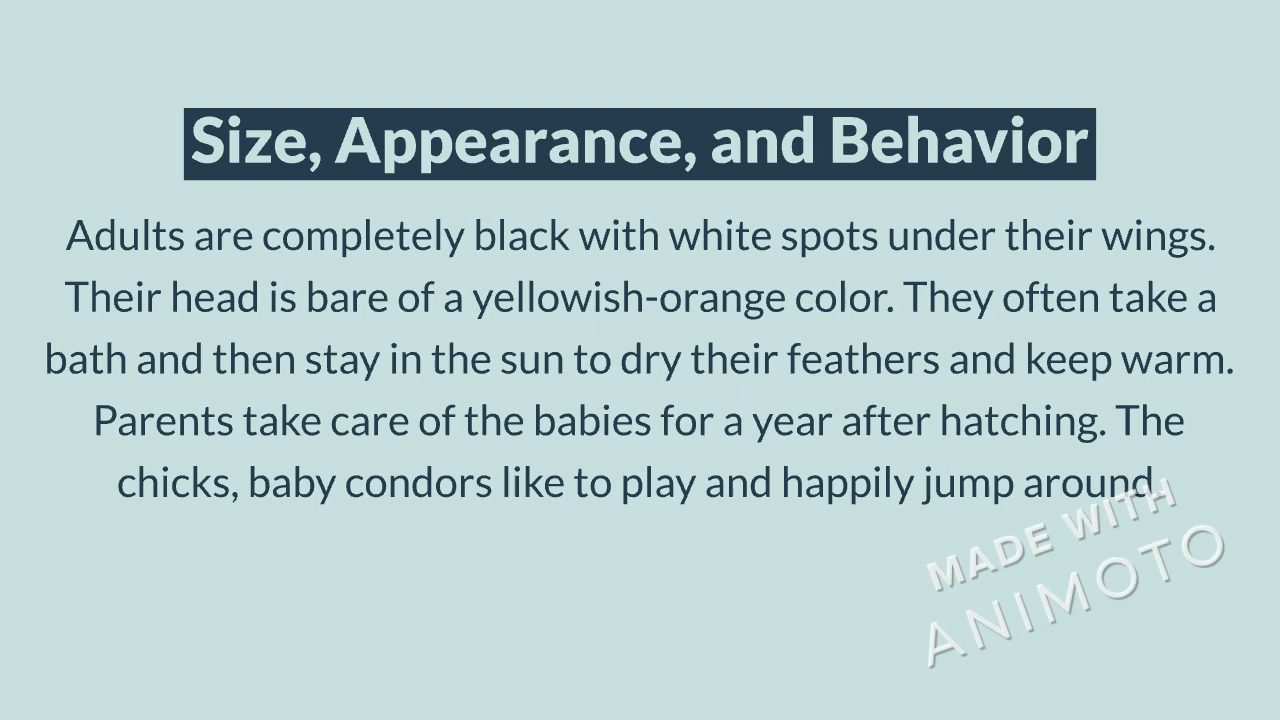 Size, Appearance, and Behavior
Adults are completely black with white spots under their wings.
Their head is bare of a yellowish-orange color. They often take a
bath and then stay in the sun to dry their feathers and keep warm.
Parents take care of the babies for a year after hatching. The
chicks, baby condors like to play and happily jump around.
MADE WITH
ANIMOTO